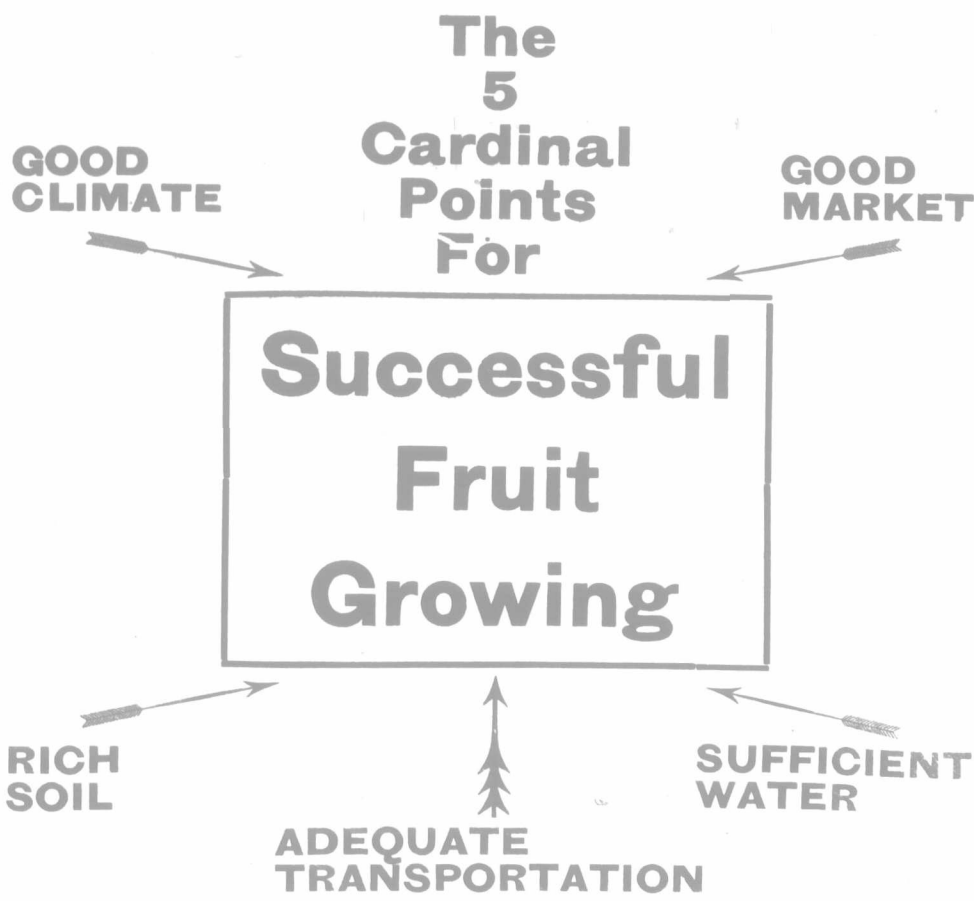 The
5
Cardinal
Points
For
GOOD
CLIMATE
GOOD
MARKET
Successful
Fruit
Growing
RICH
SOIL
ADEQUATE
TRANSPORTATION
SUFFICIENT
WATER